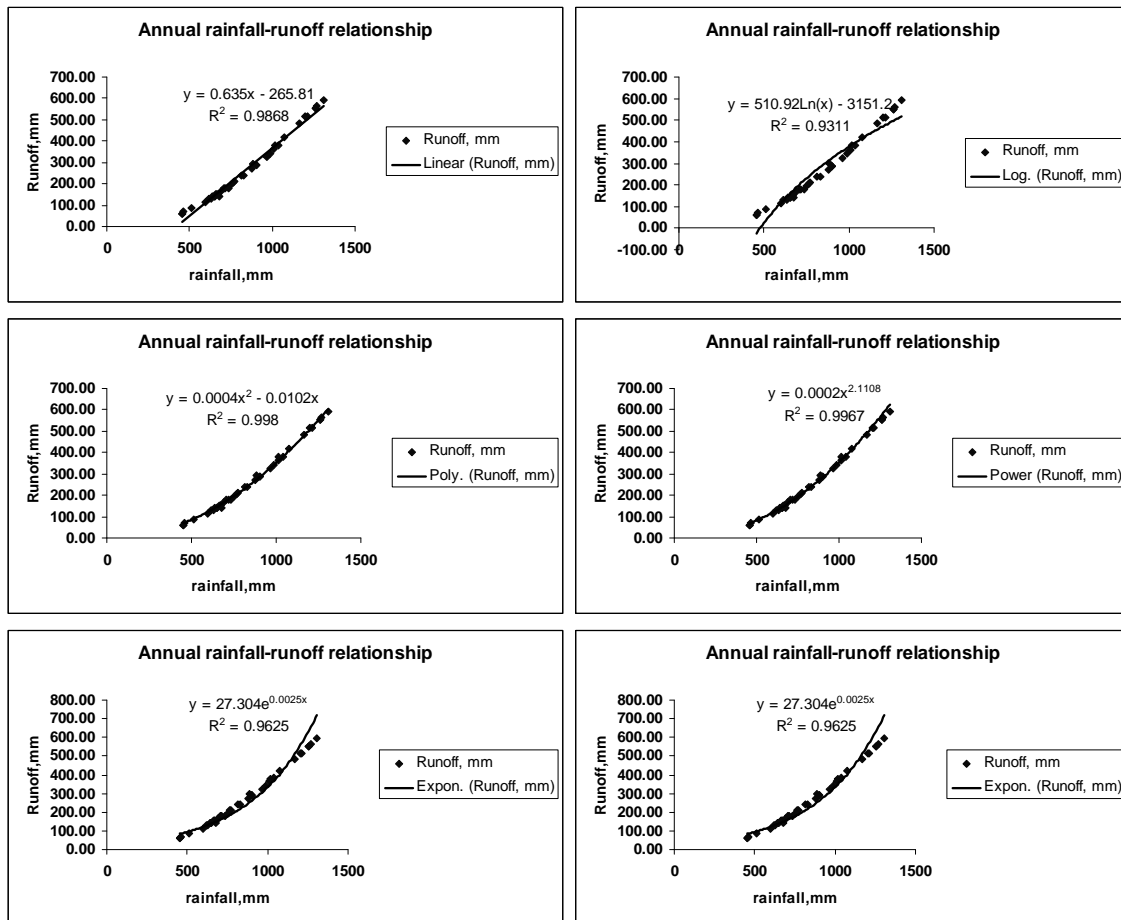 Annual rainfall-runoff relationship
y = 0.635x - 265.81
R² = 0.9868
Runoff,mm
700.00
600.00
500.00
400.00
300.00
200.00
100.00
0.00
0
500
1000
1500
rainfall,mm
Runoff, mm
Linear (Runoff, mm)
Annual rainfall-runoff relationship
y = 510.92Ln(x) - 3151.2
R² = 0.9311
Runoff,mm
700.00
600.00
500.00
400.00
300.00
200.00
100.00
0.00
-100.00
0
500
1000
1500
rainfall,mm
Runoff, mm
Log. (Runoff, mm)
Annual rainfall-runoff relationship
y = 0.0004x² - 0.0102x
R² = 0.998
Runoff,mm
700.00
600.00
500.00
400.00
300.00
200.00
100.00
0.00
0
500
1000
1500
rainfall,mm
Runoff, mm
Poly. (Runoff, mm)
Annual rainfall-runoff relationship
y = 0.0002x^2.1108
R² = 0.9967
Runoff,mm
700.00
600.00
500.00
400.00
300.00
200.00
100.00
0.00
0
500
1000
1500
rainfall,mm
Runoff, mm
Power (Runoff, mm)
Annual rainfall-runoff relationship
y = 27.304e^0.0025x
R² = 0.9625
Runoff,mm
800.00
700.00
600.00
500.00
400.00
300.00
200.00
100.00
0.00
0
500
1000
1500
rainfall,mm
Runoff, mm
Expon. (Runoff, mm)
Annual rainfall-runoff relationship
y = 27.304e^0.0025x
R² = 0.9625
Runoff,mm
800.00
700.00
600.00
500.00
400.00
300.00
200.00
100.00
0.00
0
500
1000
1500
rainfall,mm
Runoff, mm
Expon. (Runoff, mm)